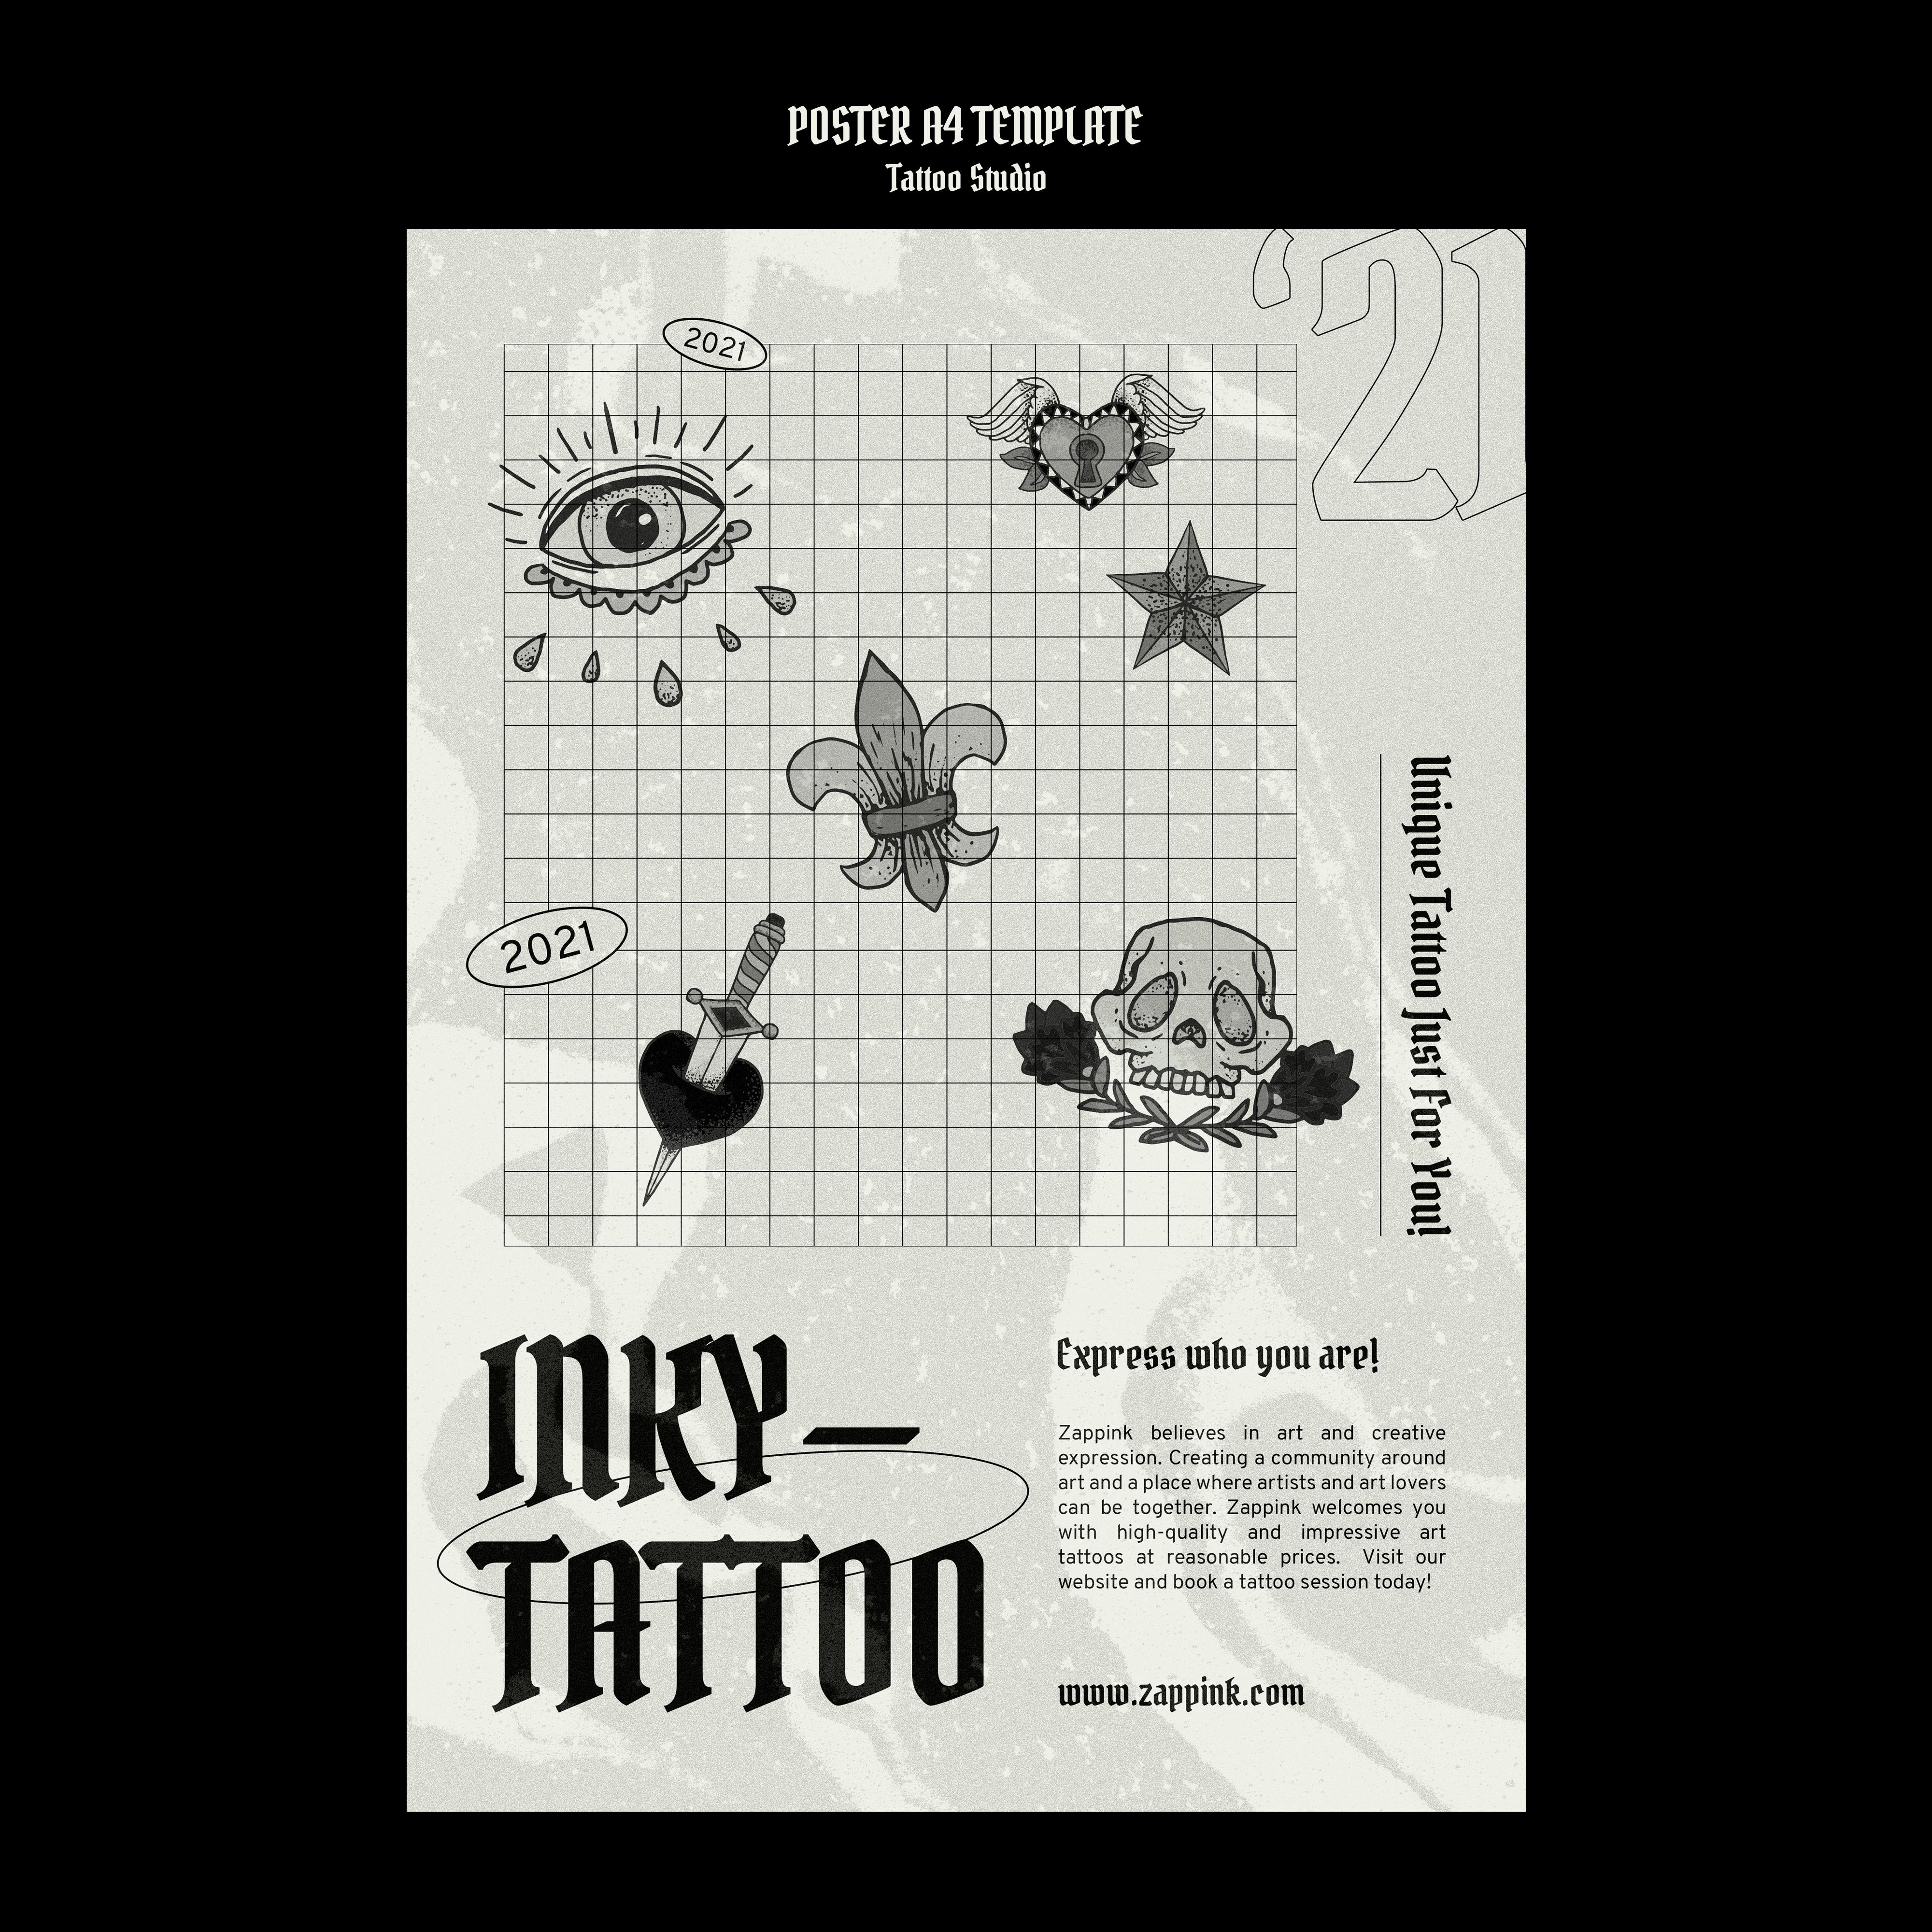 POSTER A4 TEMPLATE
Tattoo Studio
‘21
2021
2021
Unique Tattoo Just For You!
INKY—
TATTOO
Express who you are!
Zappink believes in art and creative
expression. Creating a community around
art and a place where artists and art lovers
can be together. Zappink welcomes you
with high-quality and impressive art
tattoos at reasonable prices. Visit our
website and book a tattoo session today!
www.zappink.com